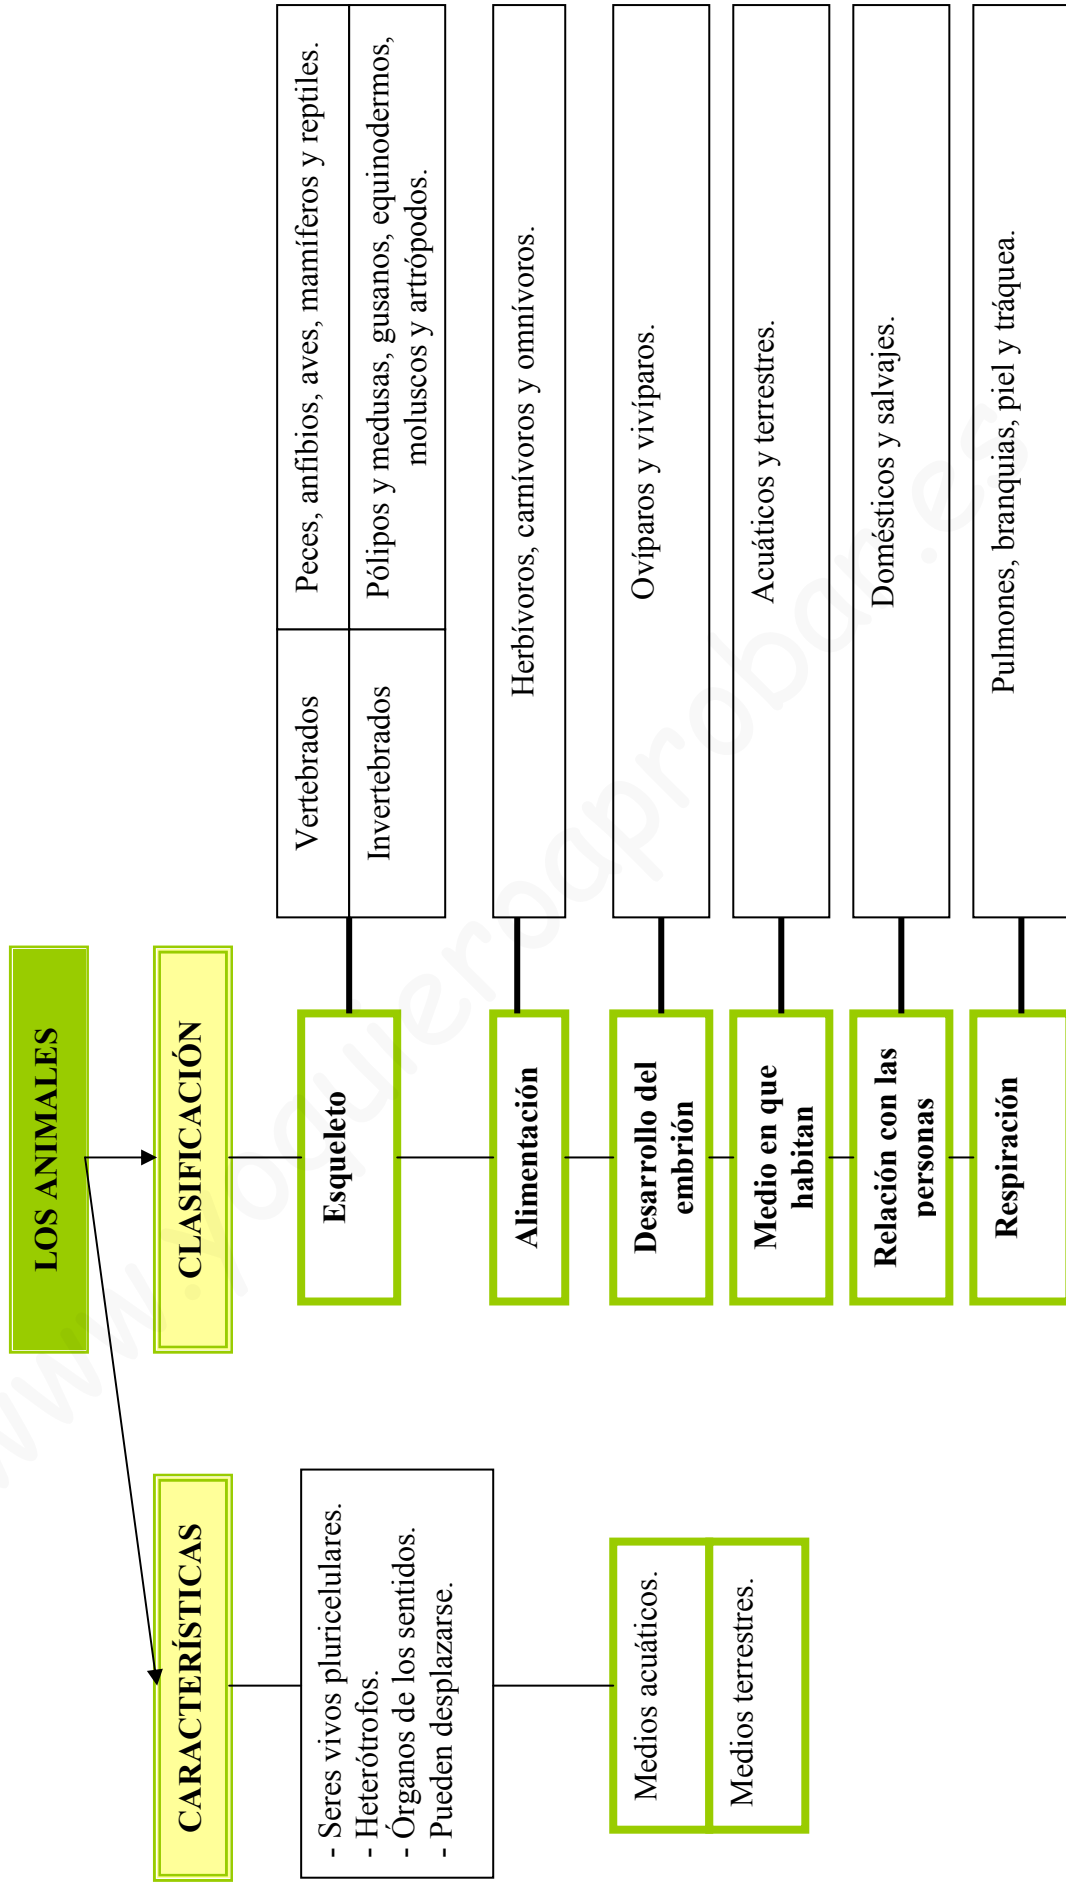 LOS ANIMALES
CARACTERÍSTICAS
- Seres vivos pluricelulares.
- Heterótrofos.
- Órganos de los sentidos.
- Pueden desplazarse.
Medios acuáticos.
Medios terrestres.
CLASIFICACIÓN
Esqueleto
Vertebrados
Peces, anfibios, aves, mamíferos y reptiles.
Invertebrados
Pólipos y medusas, gusanos, equinodermos,
moluscos y artrópodos.
Alimentación
Herbívoros, carnívoros y omnívoros.
Desarrollo del
embrión
Ovíparos y vivíparos.
Medio en que
habitan
Acuáticos y terrestres.
Relación con las
personas
Domésticos y salvajes.
Respiración
Pulmones, branquias, piel y tráquea.
www.yoquieroaprobar.es